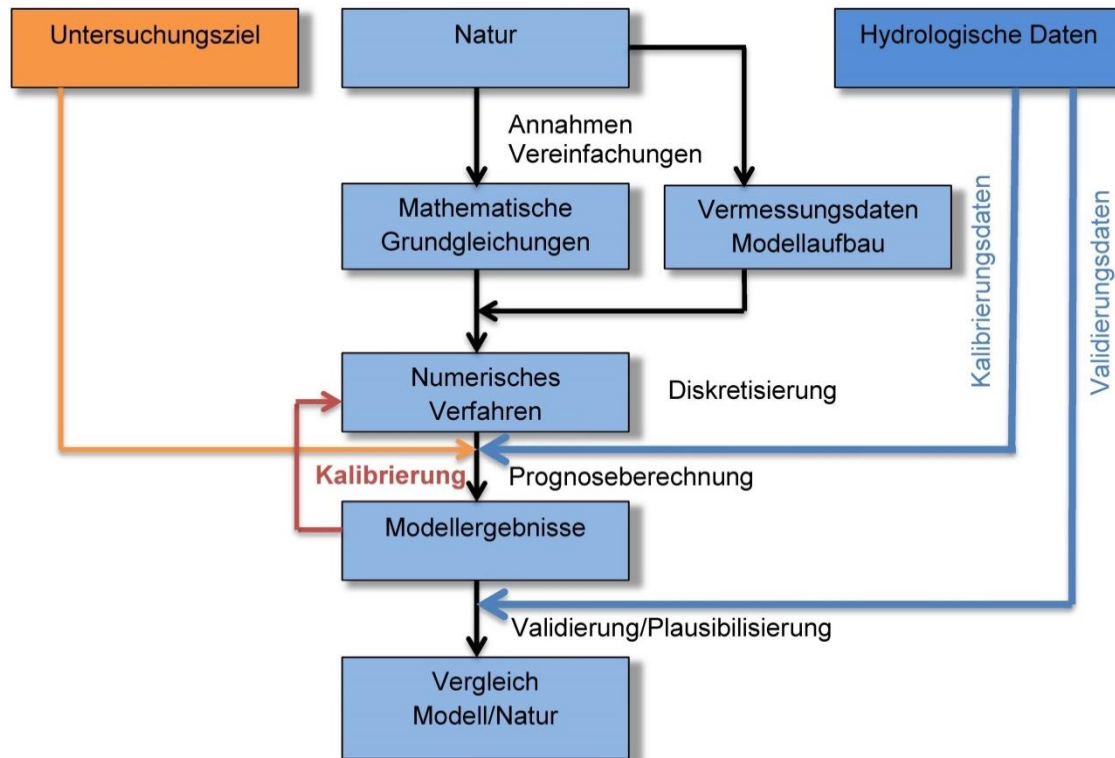 Untersuchungsziel
Natur
Hydrologische Daten
Annahmen
Vereinfachungen
Mathematische
Grundgleichungen
Vermessungsdaten
Modellaufbau
Kalibrierungsdaten
Validierungsdaten
Numerisches
Verfahren
Diskretisierung
Kalibrierung
Prognoseberechnung
Modellergebnisse
Validierung/Plausibilisierung
Vergleich
Modell/Natur